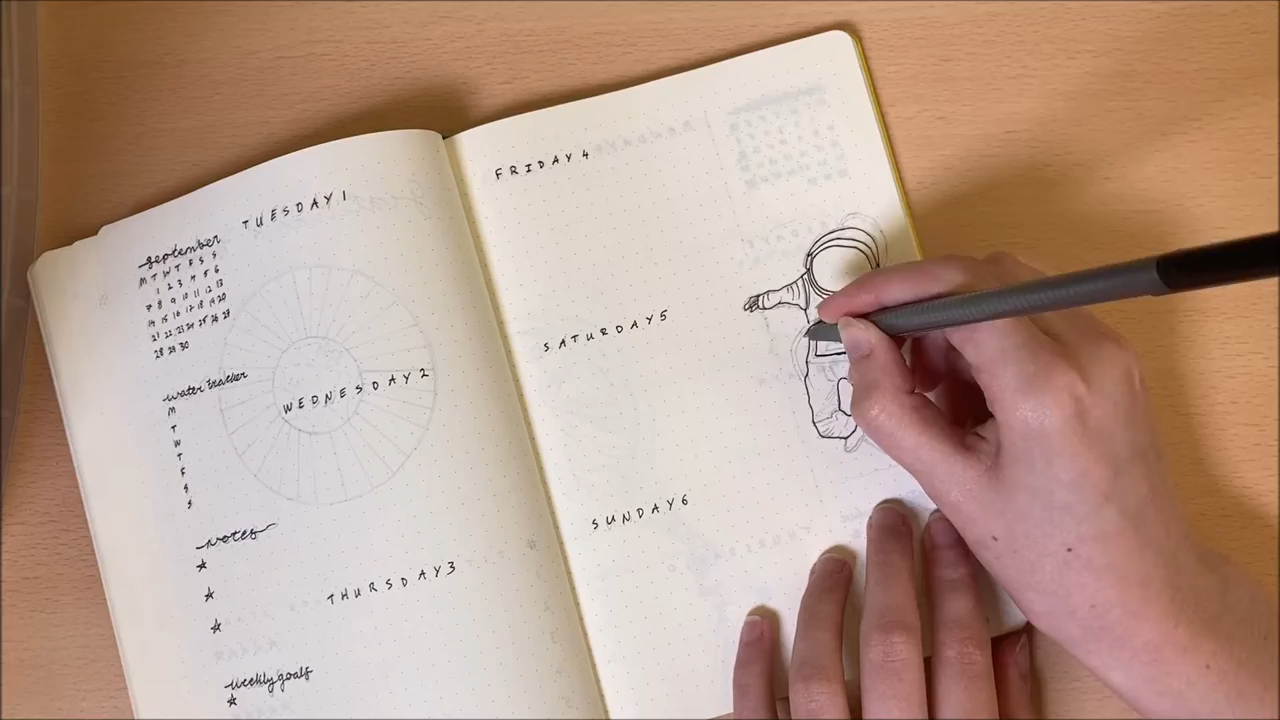 TUESDAY 1
september
M T W T F S S
1 2 3 4 5 6
7 8 9 10 11 12 13
14 15 16 17 18 19 20
21 22 23 24 25 26 27
28 29 30
water tracker
M
T
W
T
F
S
S
WEDNESDAY 2
notes
THURSDAY 3
weekly goals
FRIDAY 4
SATURDAY 5
SUNDAY 6